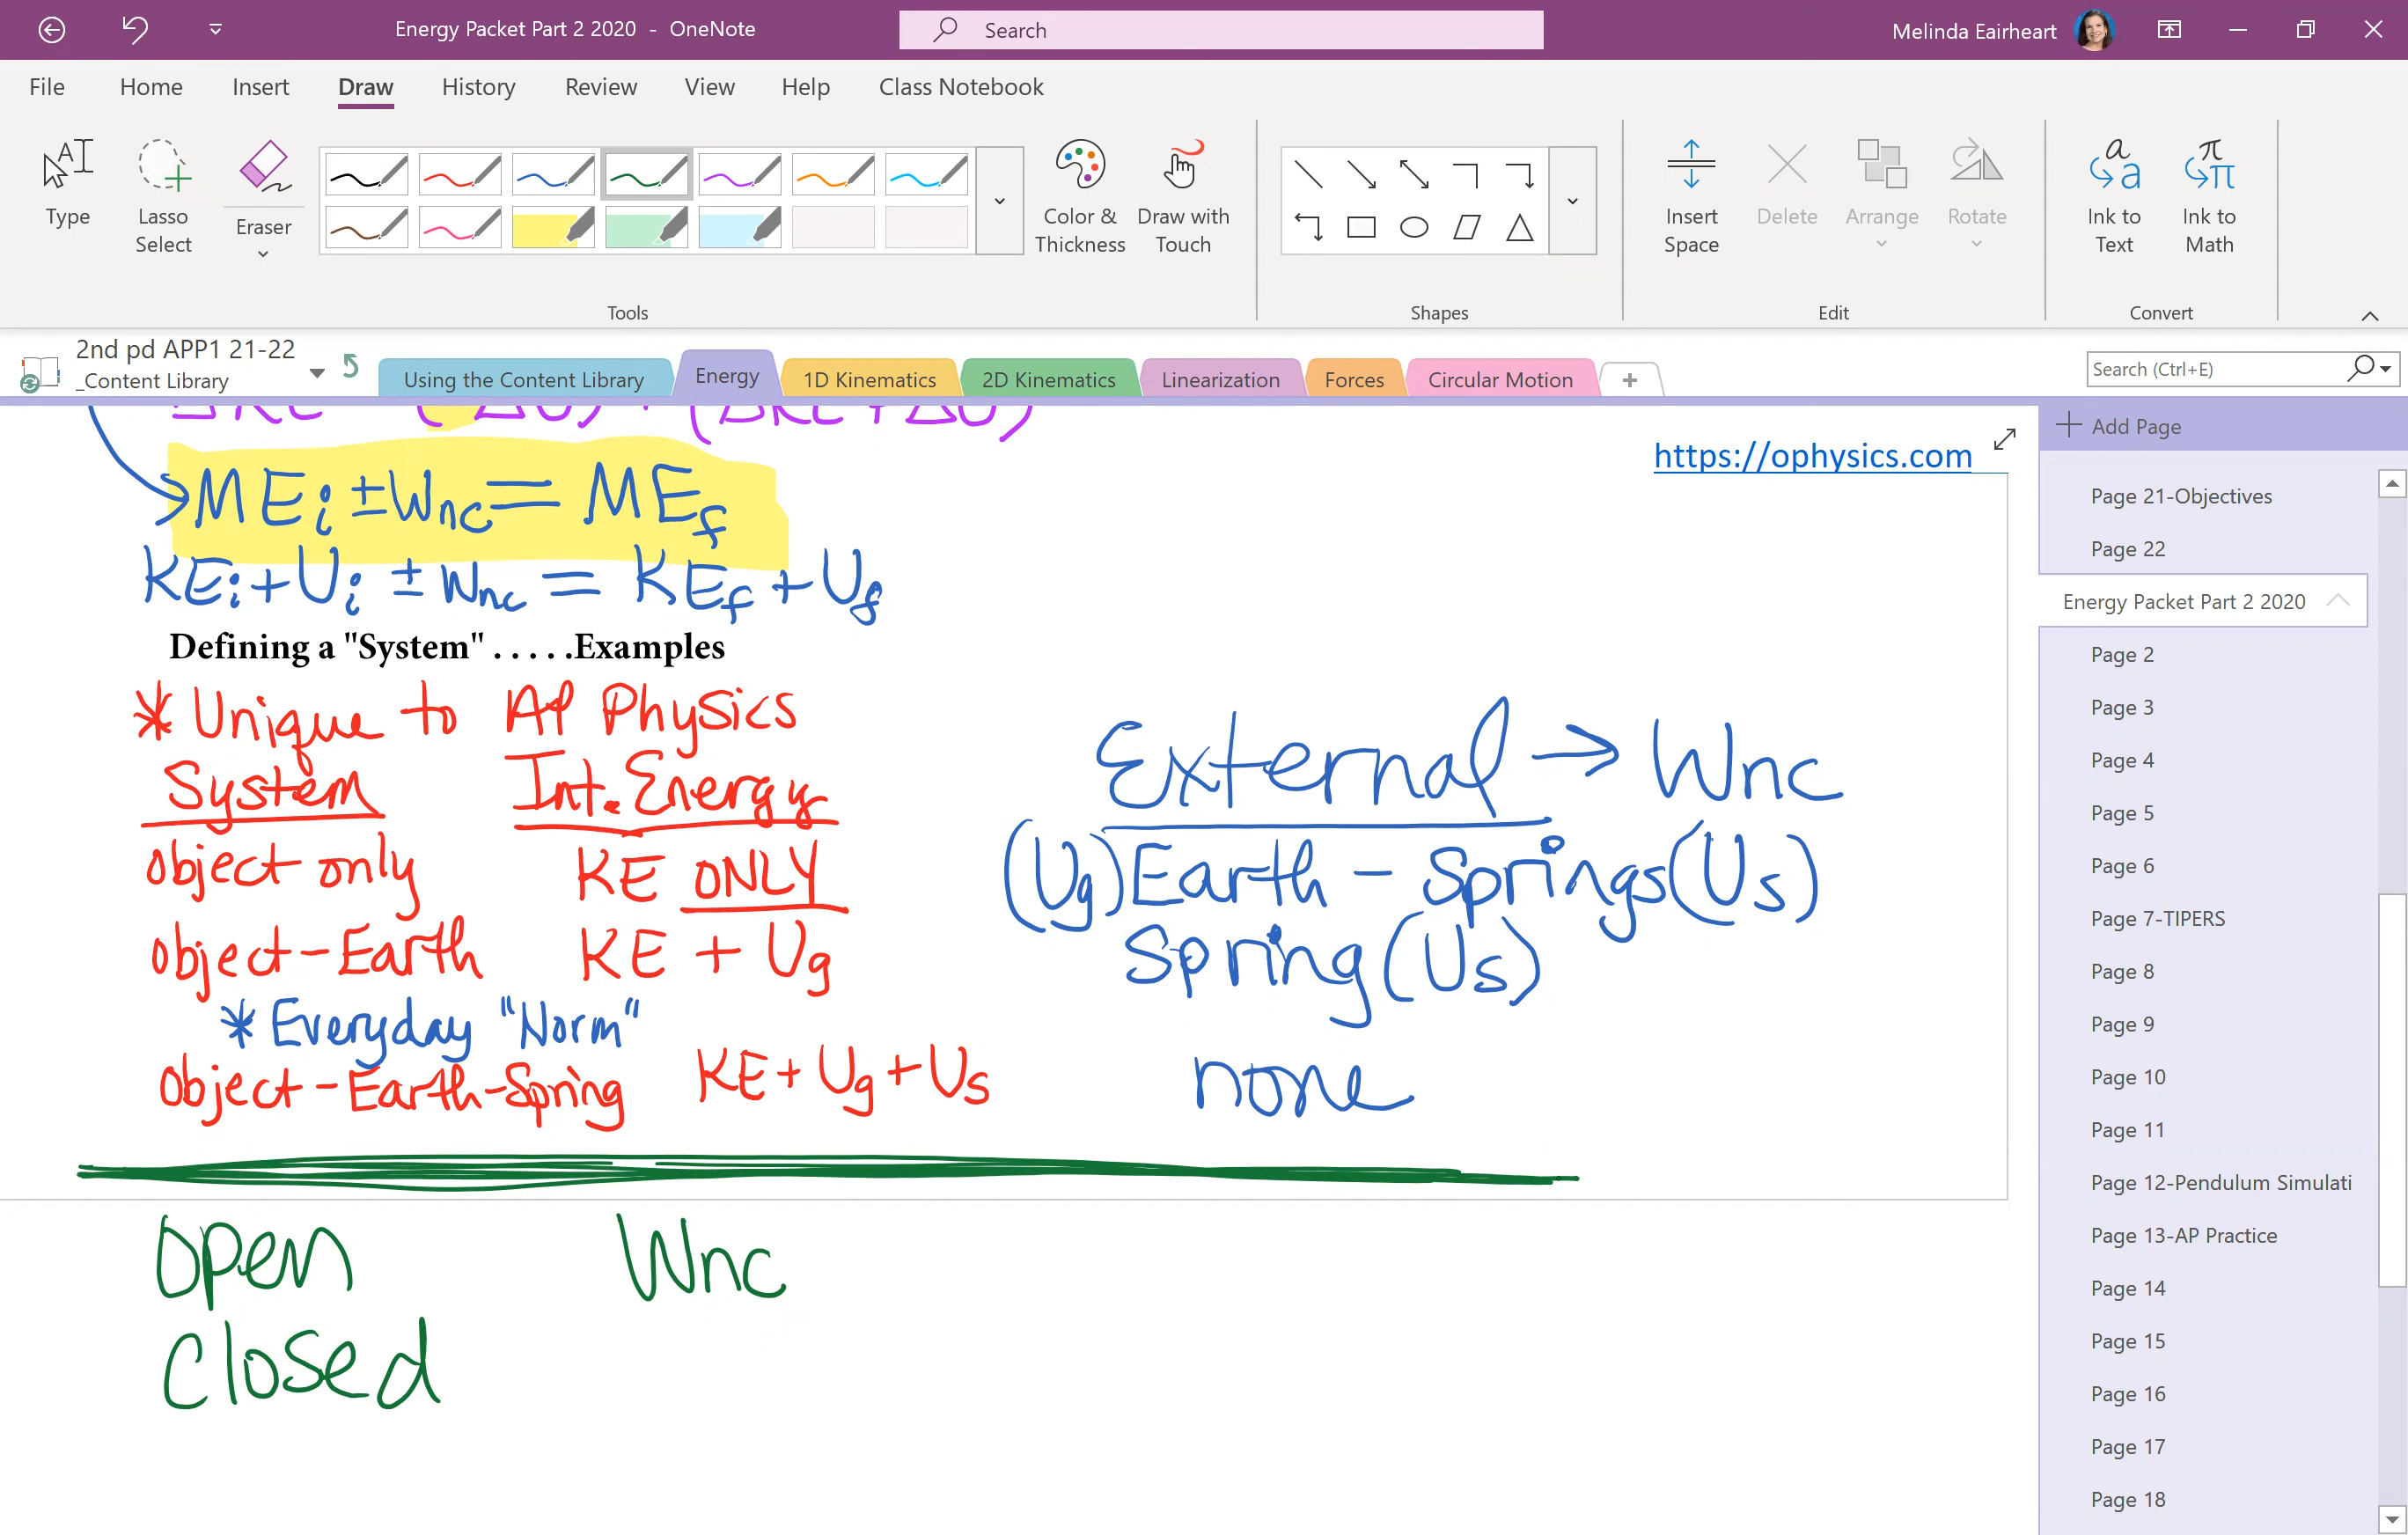 Energy Packet Part 2 2020 - OneNote
Search
Melinda Eairheart
File Home Insert Draw History Review View Help Class Notebook
Type
Lasso Select
Eraser
Color & Thickness
Draw with Touch
Insert Space
Delete
Arrange
Rotate
Ink to Text
Ink to Math
Tools Shapes Edit Convert
2nd pd APP1 21-22
_Content Library
Using the Content Library Energy 1D Kinematics 2D Kinematics Linearization Forces Circular Motion +
Search (Ctrl+E)
https://ophysics.com
MEi ±Wnc = MEf
KEi + Ui ± Wnc = KEf + Uf
Defining a "System" . . . . .Examples
* Unique to AP Physics
System Int. Energy External → Wnc
object only KE ONLY (Ug) Earth - Springs (Us)
object-Earth KE + Ug Spring (Us)
* Everyday "Norm"
Object-Earth-Spring KE + Ug + Us none
Open Wnc
Closed
Add Page
Page 21-Objectives
Page 22
Energy Packet Part 2 2020
Page 2
Page 3
Page 4
Page 5
Page 6
Page 7-TIPERS
Page 8
Page 9
Page 10
Page 11
Page 12-Pendulum Simulati
Page 13-AP Practice
Page 14
Page 15
Page 16
Page 17
Page 18